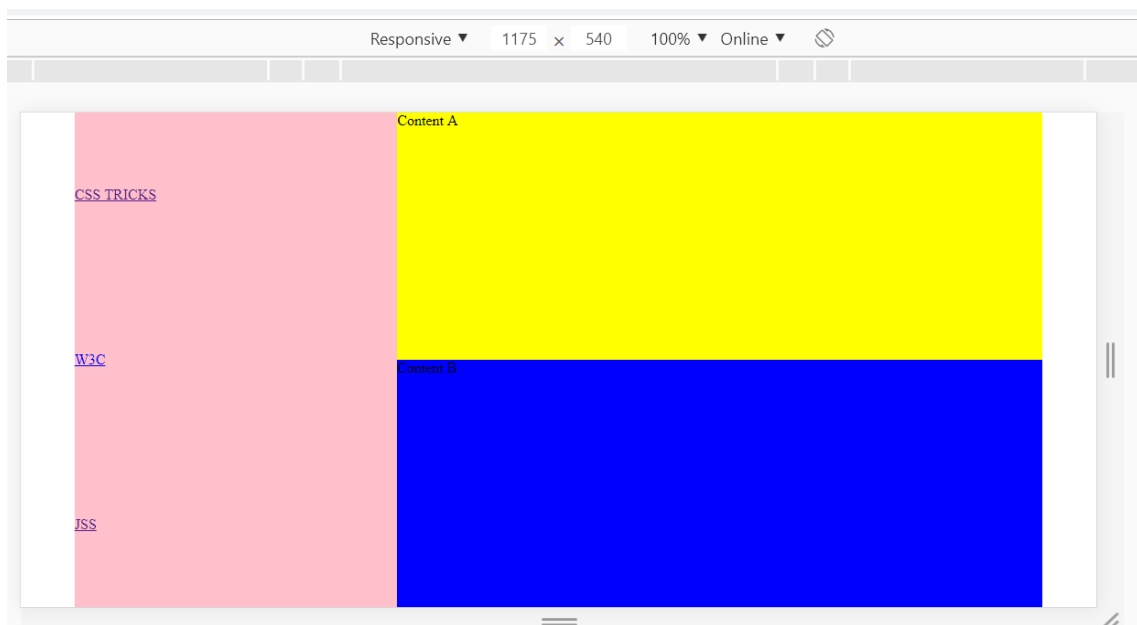 Responsive ▼ 1175 × 540 100% ▼ Online ▼
Content A
CSS TRICKS
W3C
Content B
JSS